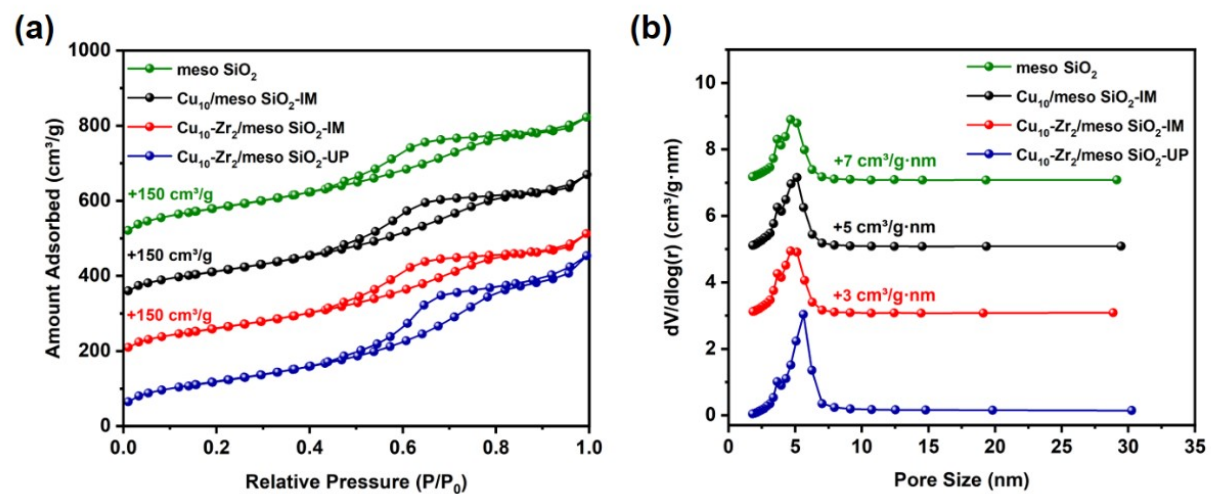 (a)
1000
800
600
400
200
0
Amount Adsorbed (cm³/g)
meso SiO₂
Cu₁₀/meso SiO₂-IM
Cu₁₀-Zr₂/meso SiO₂-IM
Cu₁₀-Zr₂/meso SiO₂-UP
+150 cm³/g
+150 cm³/g
+150 cm³/g
0.0 0.2 0.4 0.6 0.8 1.0
Relative Pressure (P/P₀)
(b)
10
8
6
4
2
0
dV/dlog(r) (cm³/g·nm)
meso SiO₂
Cu₁₀/meso SiO₂-IM
Cu₁₀-Zr₂/meso SiO₂-IM
Cu₁₀-Zr₂/meso SiO₂-UP
+7 cm³/g·nm
+5 cm³/g·nm
+3 cm³/g·nm
0 5 10 15 20 25 30 35
Pore Size (nm)